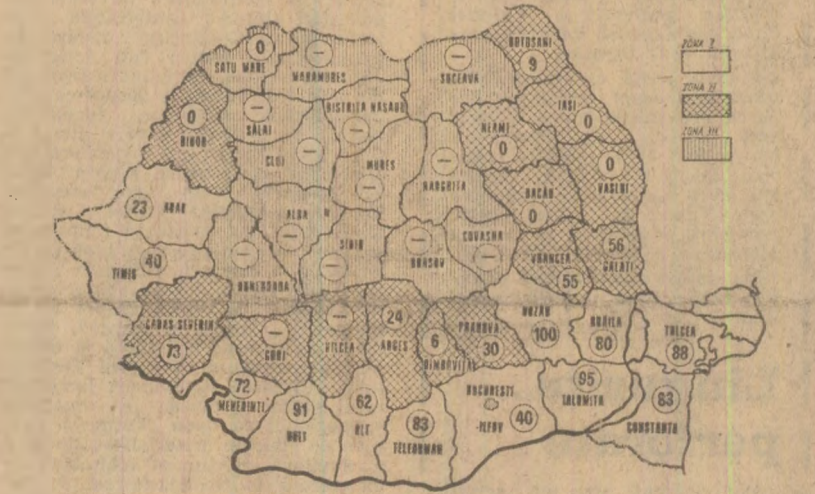 ZONA I
ZONA II
ZONA III
0
SATU MARE
—
MARAMUREȘ
—
SUCEAVA
BOTOȘANI
9
0
BIHOR
—
SĂLAJ
BISTRIȚA NĂSĂUD
—
CLUJ —
MUREȘ
—
—
HARGHITA
NEAMȚ
0
IAȘI
0
0
VASLUI
BACĂU
0
23 ARAD
40
TIMIȘ
—
HUNEDOARA
ALBA
—
SIBIU
—
—
BRAȘOV
COVASNA
—
VRANCEA
55
56
GALAȚI
CARAȘ SEVERIN
73
—
GORJ
—
VÎLCEA
24
ARGEȘ
6
DÎMBOVIȚA
PRAHOVA
30
BUZĂU
100
BRĂILA
80
TULCEA
88
72
MEHEDINȚI
91
DOLJ
62
OLT
83
TELEORMAN
BUCUREȘTI
-ILFOV 40
95
IALOMIȚA
83
CONSTANȚA